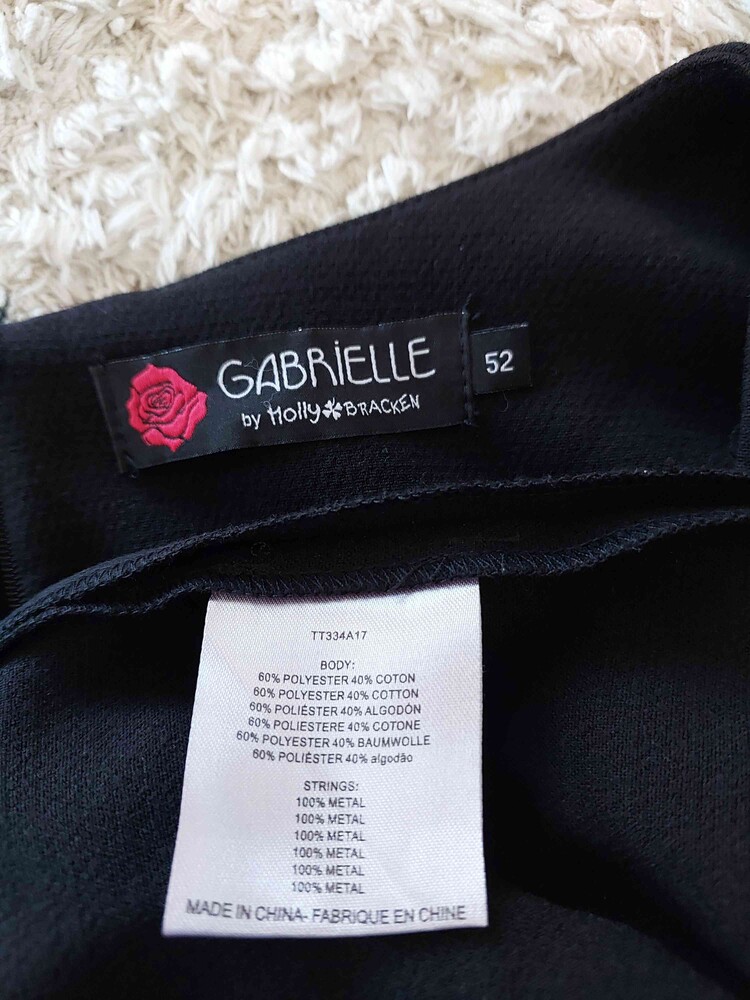 GABRiELLE
by Holly BRACKEN
52
TT334A17
BODY:
60% POLYESTER 40% COTON
60% POLYESTER 40% COTTON
60% POLIÉSTER 40% ALGODÓN
60% POLIESTERE 40% COTONE
60% POLYESTER 40% BAUMWOLLE
60% POLIÉSTER 40% algodão
STRINGS:
100% METAL
100% METAL
100% METAL
100% METAL
100% METAL
100% METAL
MADE IN CHINA- FABRIQUE EN CHINE